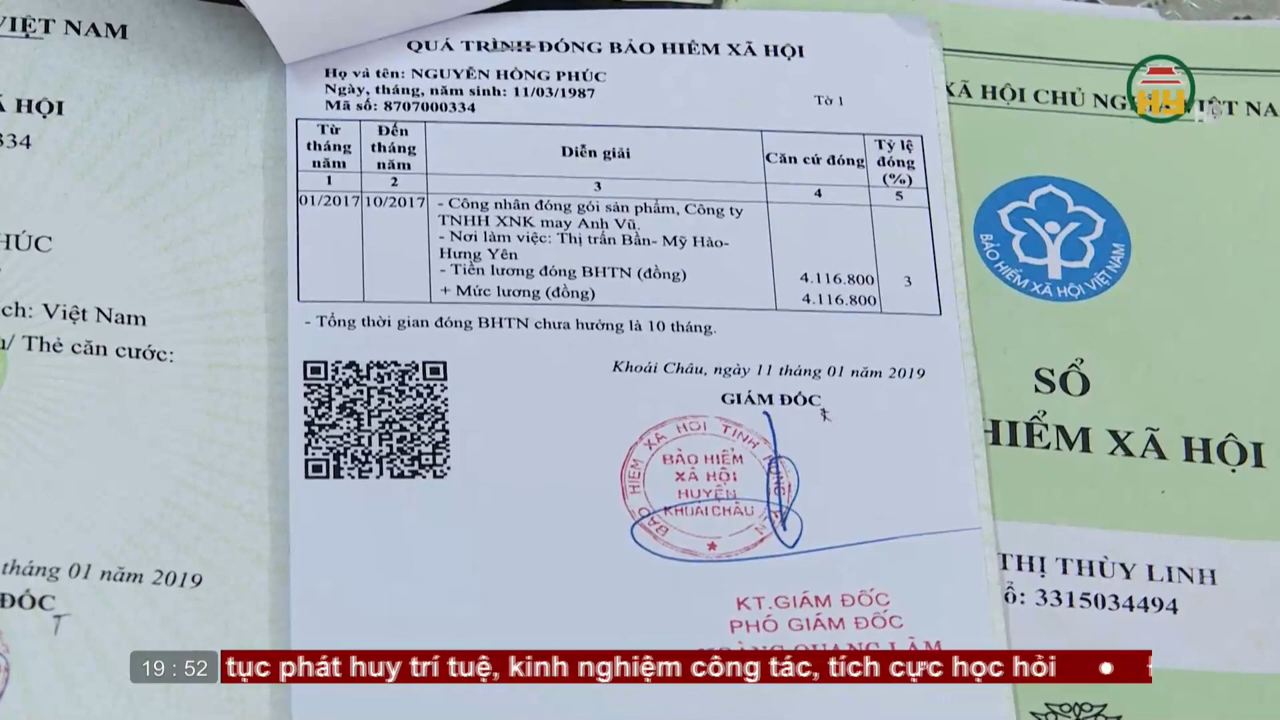 VIỆT NAM
XÃ HỘI
334
HÚC
ịch: Việt Nam
n/ Thẻ căn cước:
tháng 01 năm 2019
ĐỐC
QUÁ TRÌNH ĐÓNG BẢO HIỂM XÃ HỘI
Họ và tên: NGUYỄN HỒNG PHÚC
Ngày, tháng, năm sinh: 11/03/1987
Mã số: 8707000334
Tờ 1
Từ tháng năm
Đến tháng năm
Diễn giải
Căn cứ đóng
Tỷ lệ đóng (%)
1 2 3 4 5
01/2017 10/2017 - Công nhân đóng gói sản phẩm, Công ty
TNHH XNK may Anh Vũ.
- Nơi làm việc: Thị trấn Bần- Mỹ Hào-
Hưng Yên
- Tiền lương đóng BHTN (đồng) 4.116.800 3
+ Mức lương (đồng) 4.116.800
- Tổng thời gian đóng BHTN chưa hưởng là 10 tháng.
Khoái Châu, ngày 11 tháng 01 năm 2019
GIÁM ĐỐC
BẢO HIỂM XÃ HỘI TỈNH
BẢO HIỂM
XÃ HỘI
HUYỆN
KHOÁI CHÂU
KT.GIÁM ĐỐC
PHÓ GIÁM ĐỐC
HOÀNG QUANG LÂM
XÃ HỘI CHỦ NGHĨA VIỆT NA
HY
BẢO HIỂM XÃ HỘI VIỆT NAM
SỔ
HIỂM XÃ HỘI
THỊ THÙY LINH
ố: 3315034494
19 : 52
tục phát huy trí tuệ, kinh nghiệm công tác, tích cực học hỏi